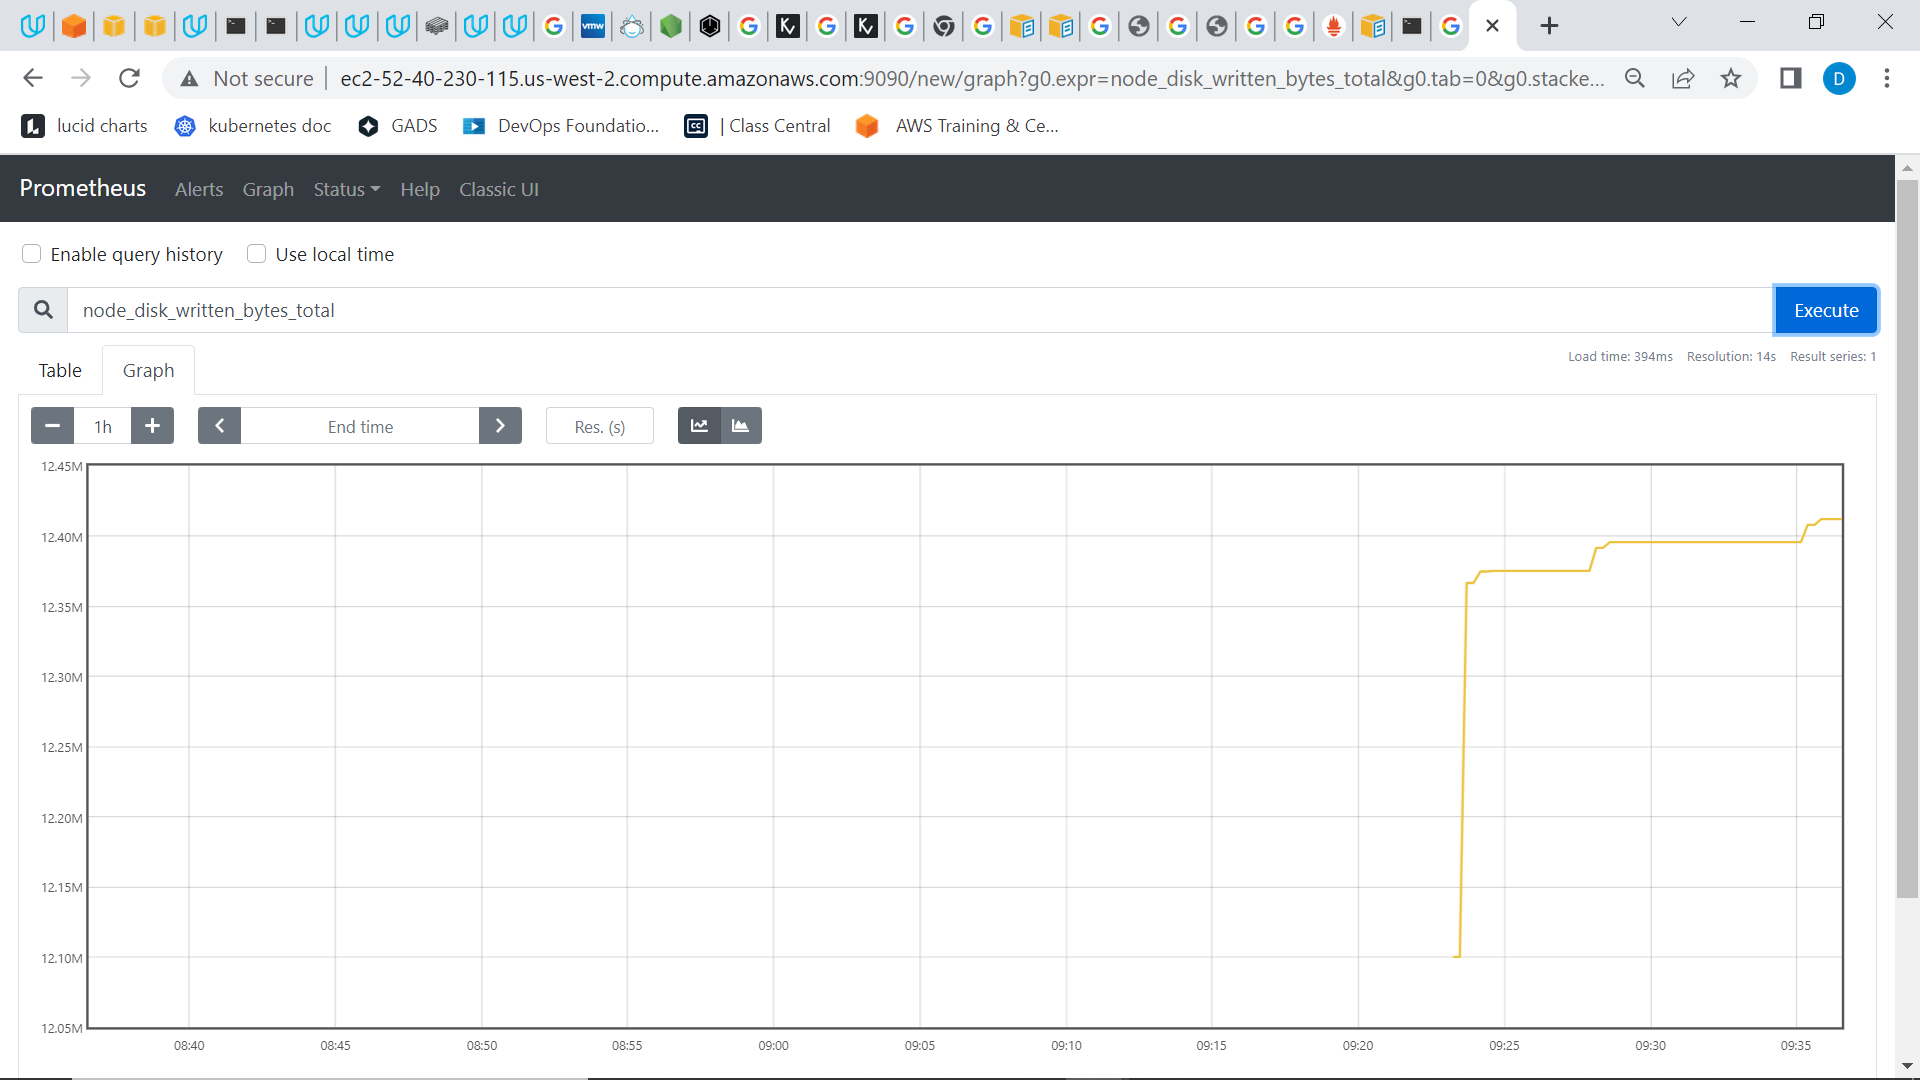 vmw
Not secure
ec2-52-40-230-115.us-west-2.compute.amazonaws.com:9090/new/graph?g0.expr=node_disk_written_bytes_total&g0.tab=0&g0.stacke...
D
lucid charts
kubernetes doc
GADS
DevOps Foundatio...
CC
| Class Central
AWS Training & Ce...
Prometheus
Alerts
Graph
Status
Help
Classic UI
Enable query history
Use local time
node_disk_written_bytes_total
Execute
Table
Graph
Load time: 394ms
Resolution: 14s
Result series: 1
1h
End time
Res. (s)
12.45M
12.40M
12.35M
12.30M
12.25M
12.20M
12.15M
12.10M
12.05M
08:40
08:45
08:50
08:55
09:00
09:05
09:10
09:15
09:20
09:25
09:30
09:35